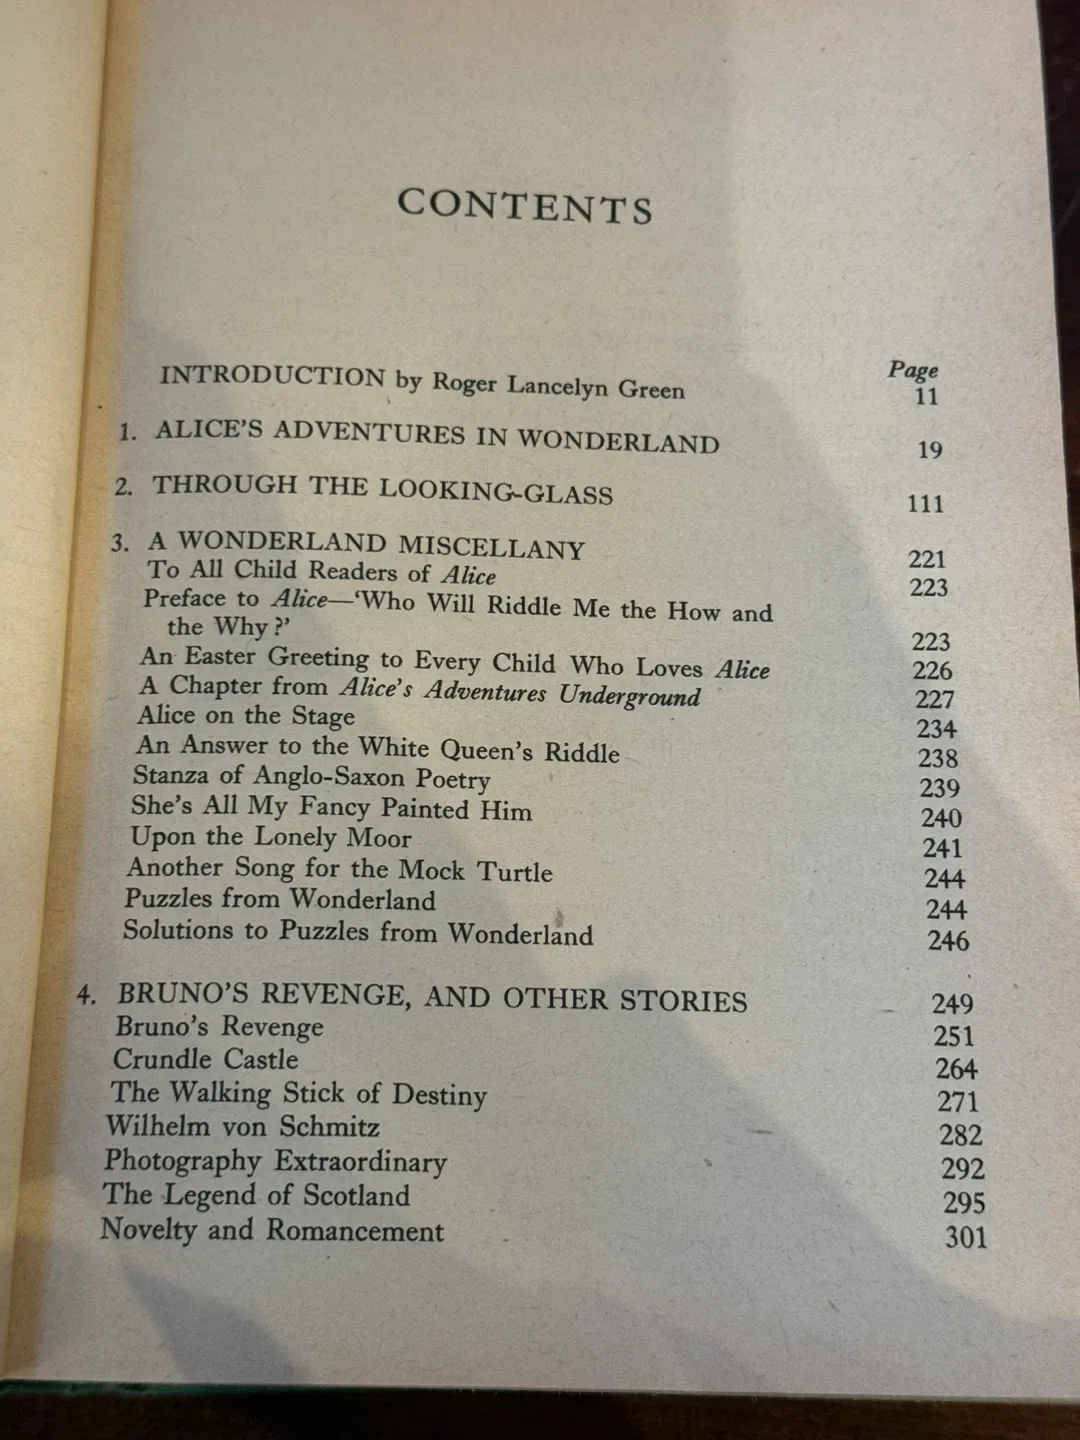 CONTENTS
Page
INTRODUCTION by Roger Lancelyn Green 11
1. ALICE'S ADVENTURES IN WONDERLAND 19
2. THROUGH THE LOOKING-GLASS 111
3. A WONDERLAND MISCELLANY 221
To All Child Readers of Alice 223
Preface to Alice—‘Who Will Riddle Me the How and
the Why?’ 223
An Easter Greeting to Every Child Who Loves Alice 226
A Chapter from Alice's Adventures Underground 227
Alice on the Stage 234
An Answer to the White Queen's Riddle 238
Stanza of Anglo-Saxon Poetry 239
She's All My Fancy Painted Him 240
Upon the Lonely Moor 241
Another Song for the Mock Turtle 244
Puzzles from Wonderland 244
Solutions to Puzzles from Wonderland 246
4. BRUNO'S REVENGE, AND OTHER STORIES 249
Bruno's Revenge 251
Crundle Castle 264
The Walking Stick of Destiny 271
Wilhelm von Schmitz 282
Photography Extraordinary 292
The Legend of Scotland 295
Novelty and Romancement 301